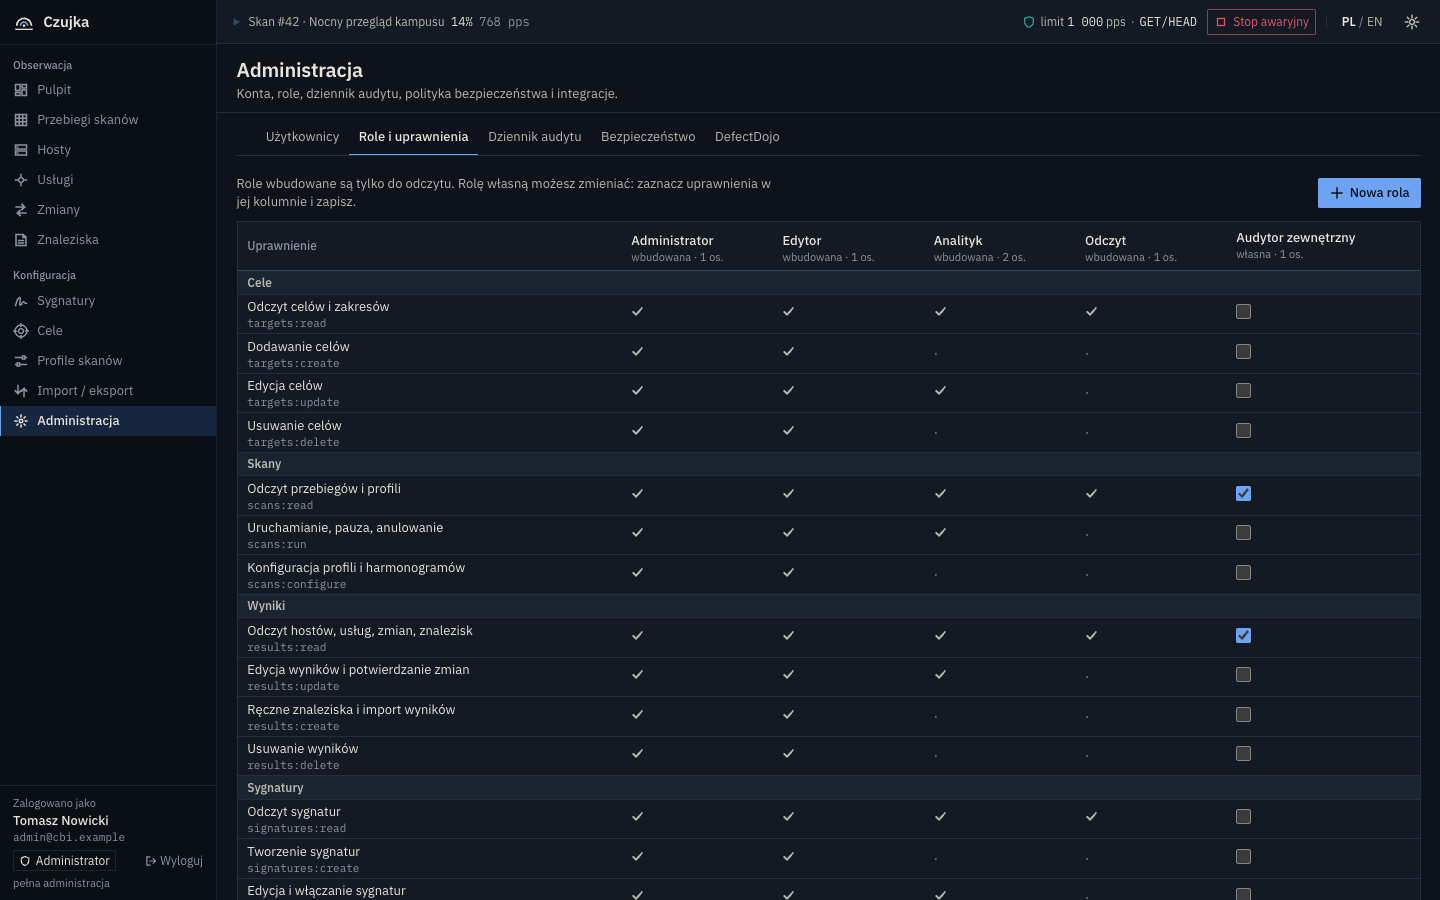 Czujka
Skan #42 · Nocny przegląd kampusu 14% 768 pps
limit 1 000 pps · GET/HEAD
Stop awaryjny
PL / EN
Obserwacja
Pulpit
Przebiegi skanów
Hosty
Usługi
Zmiany
Znaleziska
Konfiguracja
Sygnatury
Cele
Profile skanów
Import / eksport
Administracja
Zalogowano jako
Tomasz Nowicki
admin@cbi.example
Administrator
Wyloguj
pełna administracja
Administracja
Konta, role, dziennik audytu, polityka bezpieczeństwa i integracje.
Użytkownicy Role i uprawnienia Dziennik audytu Bezpieczeństwo DefectDojo
Role wbudowane są tylko do odczytu. Rolę własną możesz zmieniać: zaznacz uprawnienia w
jej kolumnie i zapisz.
Nowa rola
Uprawnienie
Administrator
wbudowana · 1 os.
Edytor
wbudowana · 1 os.
Analityk
wbudowana · 2 os.
Odczyt
wbudowana · 1 os.
Audytor zewnętrzny
własna · 1 os.
Cele
Odczyt celów i zakresów
targets:read
Dodawanie celów
targets:create
Edycja celów
targets:update
Usuwanie celów
targets:delete
Skany
Odczyt przebiegów i profili
scans:read
Uruchamianie, pauza, anulowanie
scans:run
Konfiguracja profili i harmonogramów
scans:configure
Wyniki
Odczyt hostów, usług, zmian, znalezisk
results:read
Edycja wyników i potwierdzanie zmian
results:update
Ręczne znaleziska i import wyników
results:create
Usuwanie wyników
results:delete
Sygnatury
Odczyt sygnatur
signatures:read
Tworzenie sygnatur
signatures:create
Edycja i włączanie sygnatur